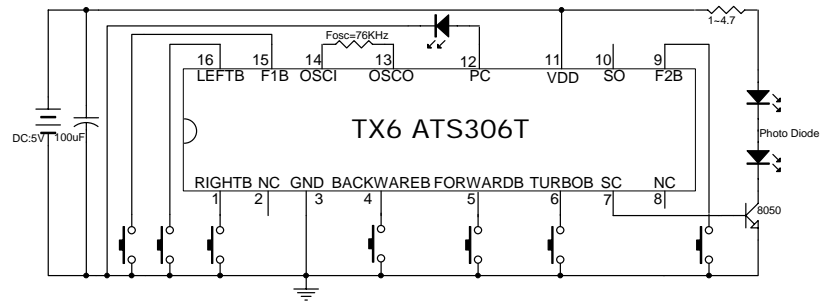 Fosc=76KHz
1~4.7
16 15 14 13 12 11 10 9
LEFTB F1B OSCI OSCO PC VDD SO F2B
DC:5V 100uF
TX6 ATS306T
Photo Diode
RIGHTB NC GND BACKWAREB FORWARDB TURBOB SC NC
1 2 3 4 5 6 7 8
8050